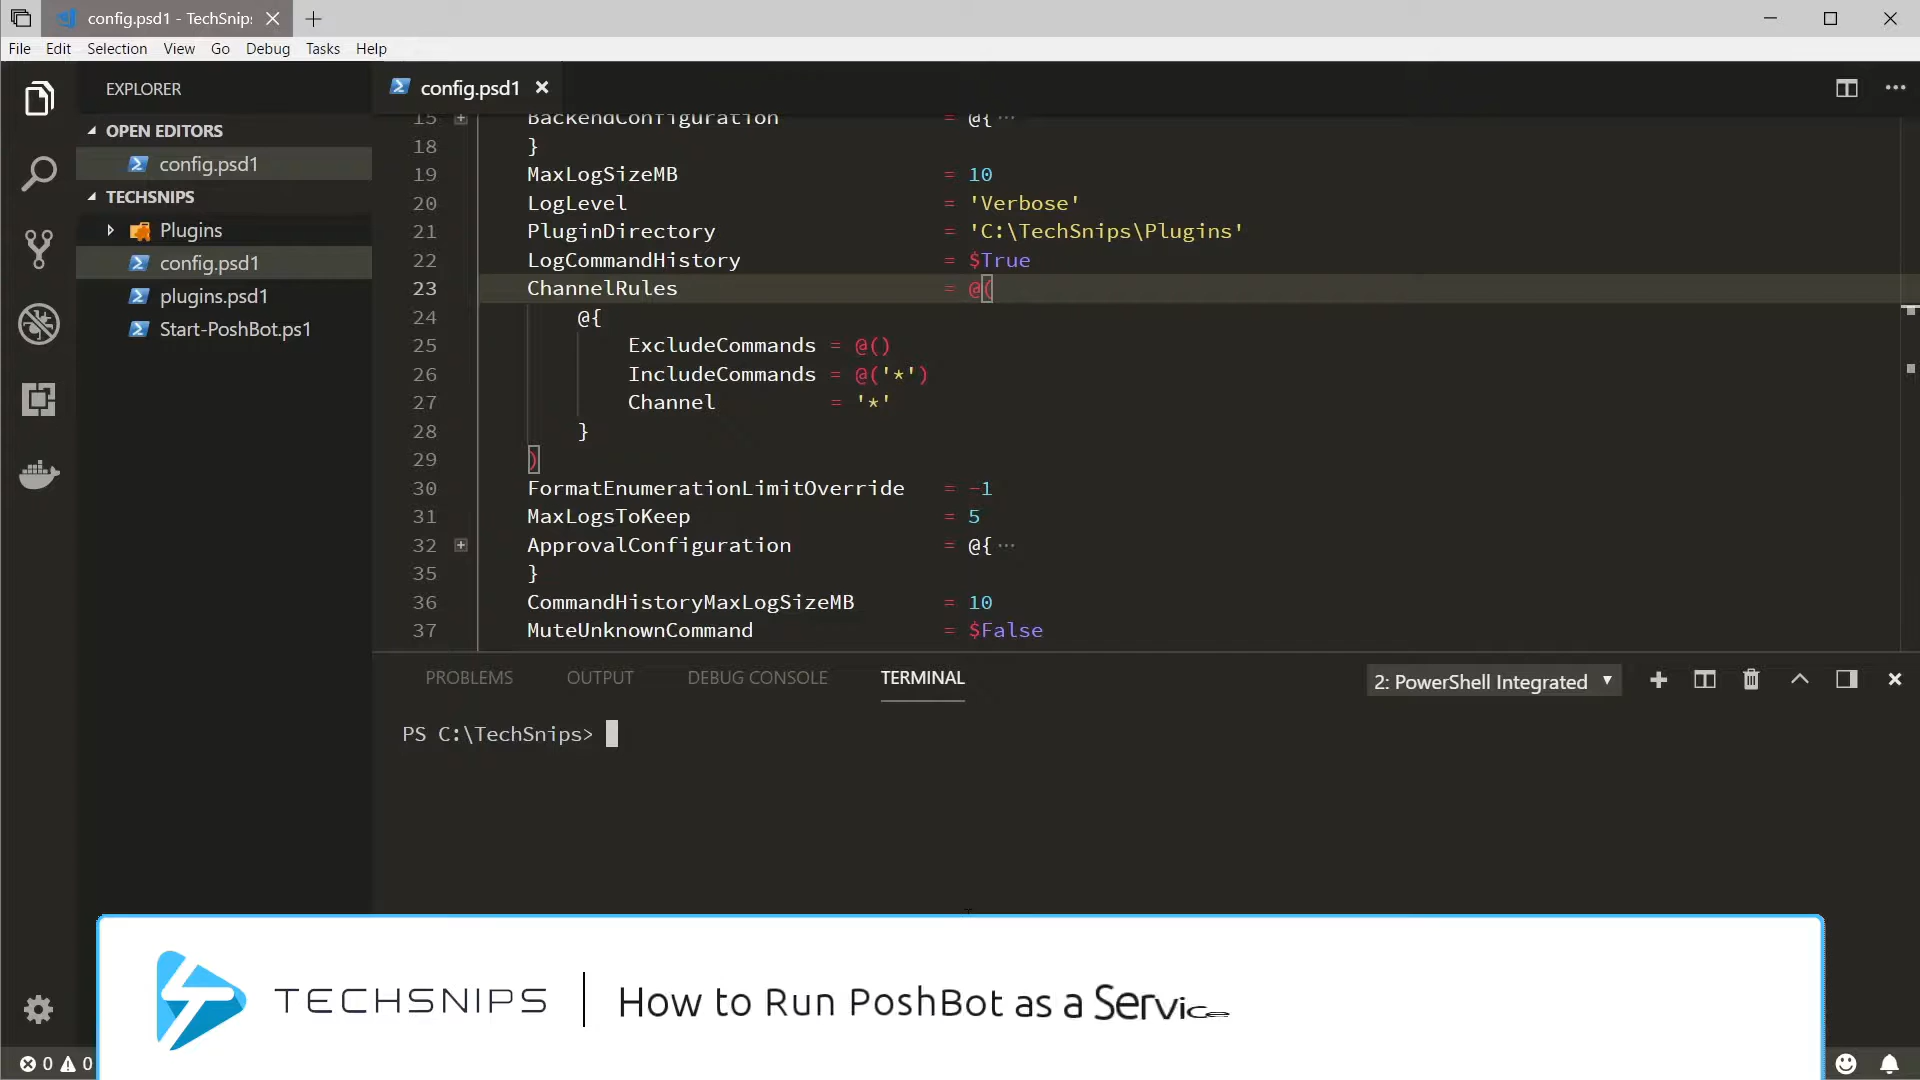 config.psd1 - TechSnip:
File Edit Selection View Go Debug Tasks Help
EXPLORER
OPEN EDITORS
config.psd1
TECHSNIPS
Plugins
config.psd1
plugins.psd1
Start-PoshBot.ps1
config.psd1
15 BackendConfiguration = @{ ...
18 }
19 MaxLogSizeMB = 10
20 LogLevel = 'Verbose'
21 PluginDirectory = 'C:\TechSnips\Plugins'
22 LogCommandHistory = $True
23 ChannelRules = @(
24 @{
25 ExcludeCommands = @()
26 IncludeCommands = @('*')
27 Channel = '*'
28 }
29 )
30 FormatEnumerationLimitOverride = -1
31 MaxLogsToKeep = 5
32 ApprovalConfiguration = @{ ...
35 }
36 CommandHistoryMaxLogSizeMB = 10
37 MuteUnknownCommand = $False
PROBLEMS OUTPUT DEBUG CONSOLE TERMINAL
2: PowerShell Integrated
PS C:\TechSnips>
TECHSNIPS | How to Run PoshBot as a Service
0 0